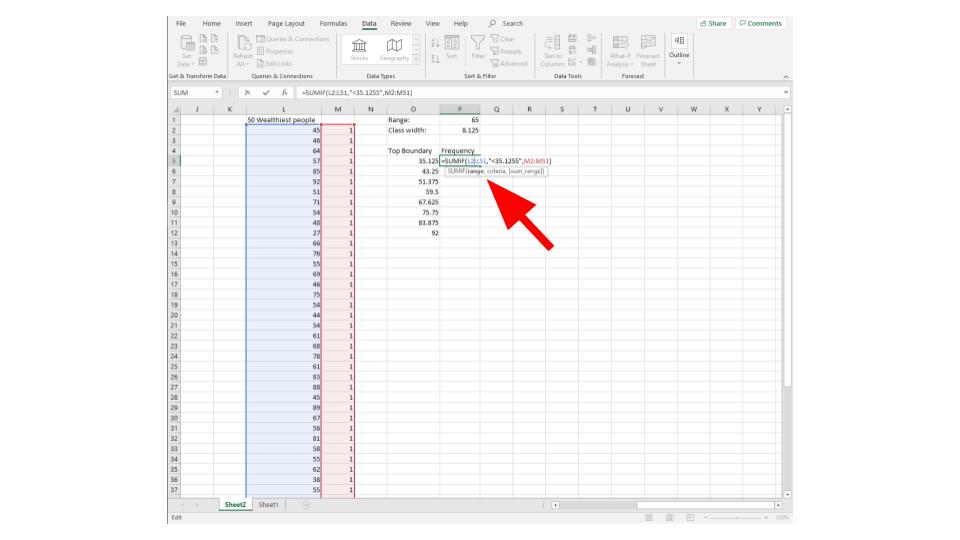 File Home Insert Page Layout Formulas Data Review View Help Search Share Comments
Get Data
Refresh All
Queries & Connections
Properties
Edit Links
Stocks Geography
Sort
Filter
Clear
Reapply
Advanced
Text to Columns
What-If Analysis
Forecast Sheet
Outline
Get & Transform Data Queries & Connections Data Types Sort & Filter Data Tools Forecast
SUM fx =SUMIF(L2:L51,"<35.1255",M2:M51)
J K L M N O P Q R S T U V W X Y
1 50 Wealthiest people Range: 65
2 45 1 Class width: 8.125
3 46 1
4 64 1 Top Boundary Frequency
5 57 1 35.125 =SUMIF(L2:L51,"<35.1255",M2:M51)
6 85 1 43.25 SUMIF(range, criteria, [sum_range])
7 92 1 51.375
8 51 1 59.5
9 71 1 67.625
10 54 1 75.75
11 48 1 83.875
12 27 1 92
13 66 1
14 76 1
15 55 1
16 69 1
17 46 1
18 75 1
19 54 1
20 44 1
21 54 1
22 61 1
23 68 1
24 78 1
25 61 1
26 83 1
27 88 1
28 45 1
29 89 1
30 67 1
31 56 1
32 81 1
33 58 1
34 55 1
35 62 1
36 38 1
37 55 1
Sheet2 Sheet1
Edit 100%